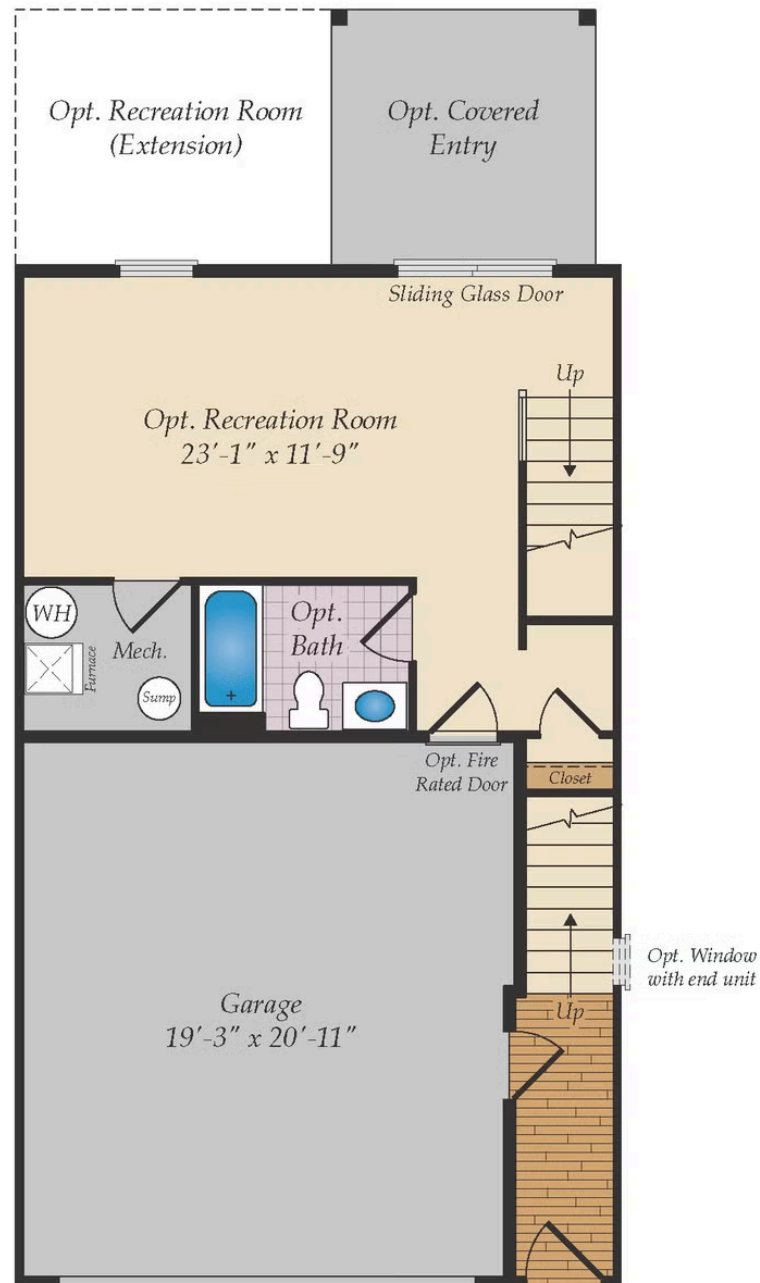 Opt. Recreation Room
(Extension)
Opt. Covered
Entry
Sliding Glass Door
Up
Opt. Recreation Room
23'-1" x 11'-9"
WH
Furnace
Mech.
Sump
Opt.
Bath
Opt. Fire
Rated Door
Closet
Opt. Window
with end unit
Up
Garage
19'-3" x 20'-11"